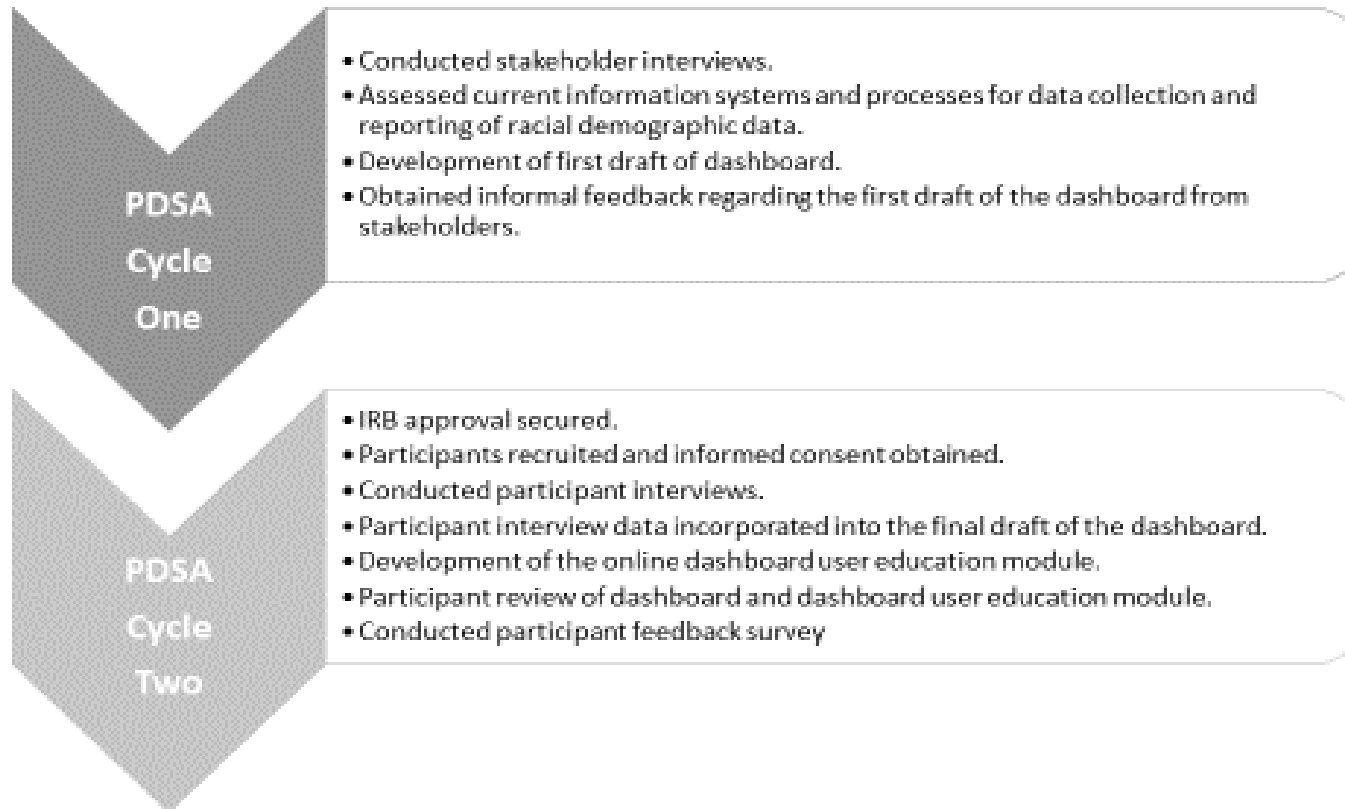 PDSA
Cycle
One
• Conducted stakeholder interviews.
• Assessed current information systems and processes for data collection and
reporting of racial demographic data.
• Development of first draft of dashboard.
• Obtained informal feedback regarding the first draft of the dashboard from
stakeholders.
PDSA
Cycle
Two
• IRB approval secured.
• Participants recruited and informed consent obtained.
• Conducted participant interviews.
• Participant interview data incorporated into the final draft of the dashboard.
• Development of the online dashboard user education module.
• Participant review of dashboard and dashboard user education module.
• Conducted participant feedback survey